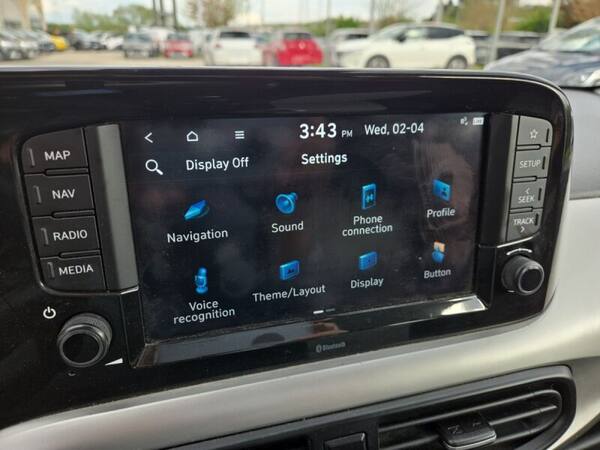 3:43 PM Wed, 02-04
Display Off Settings
Navigation
Sound
Phone
connection
Profile
Voice
recognition
Theme/Layout
Display
Button
MAP
NAV
RADIO
MEDIA
SETUP
<
SEEK
TRACK
>
Bluetooth